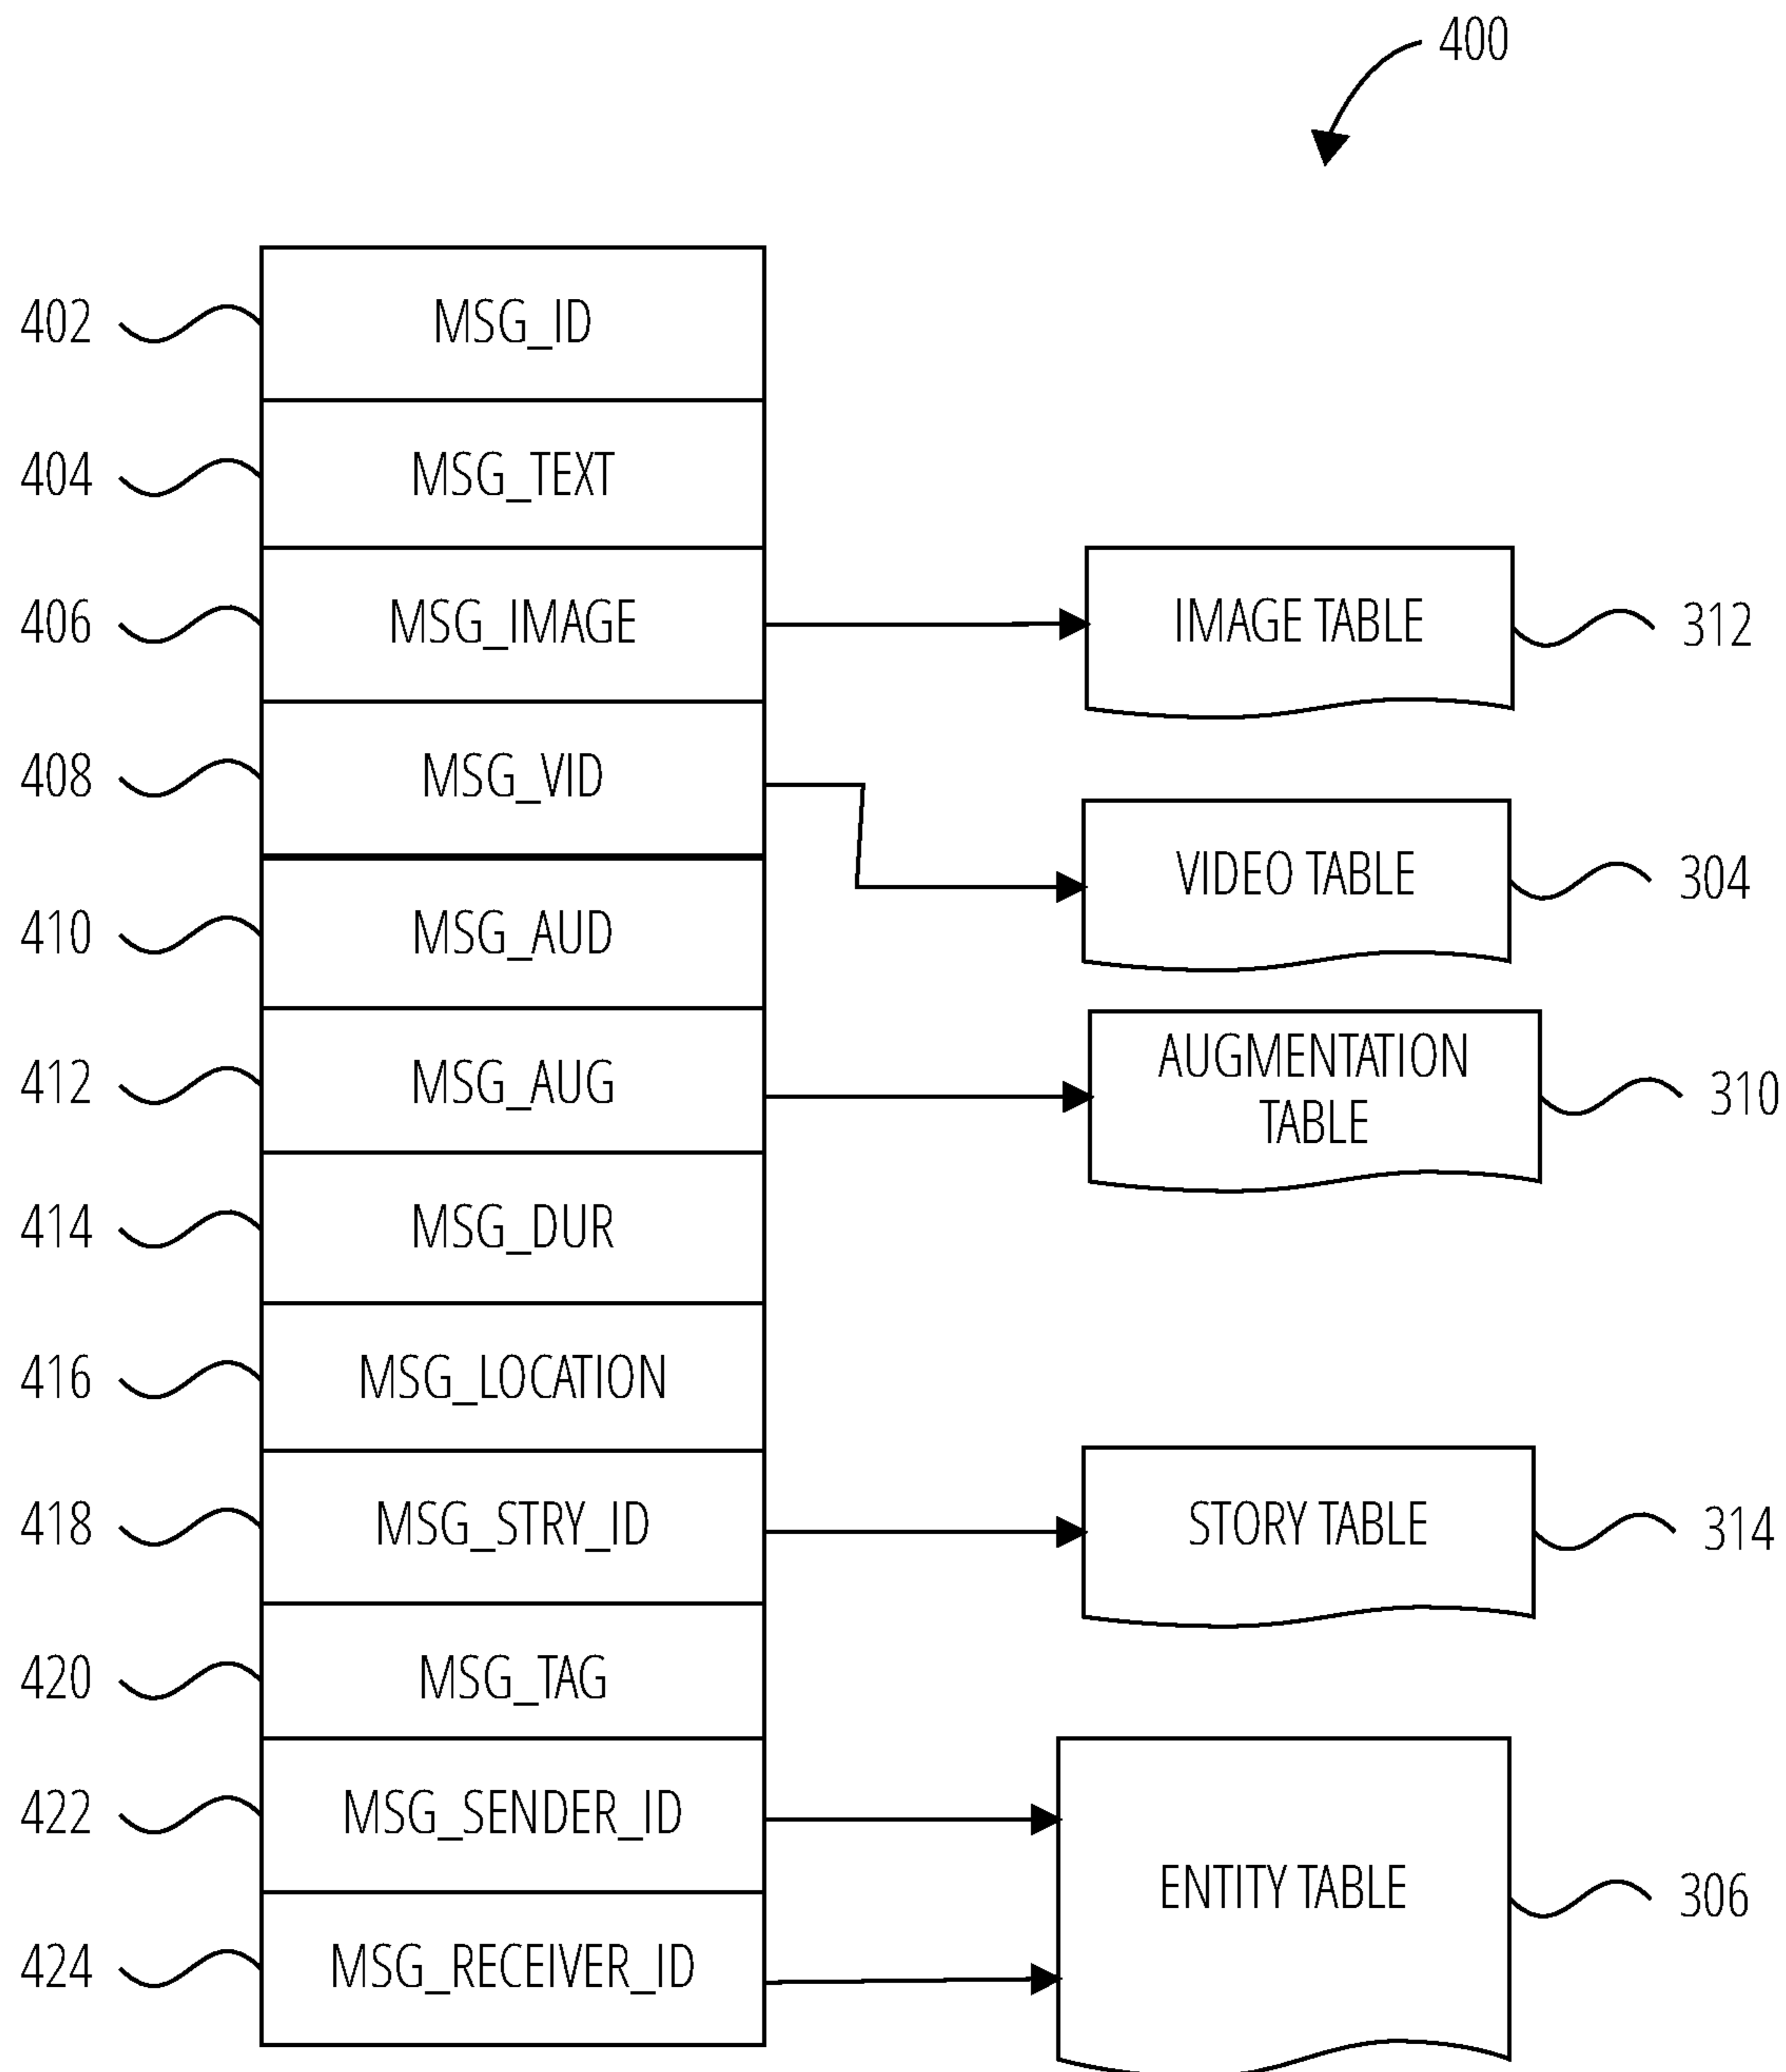 400
402 MSG_ID
404 MSG_TEXT
406 MSG_IMAGE IMAGE TABLE 312
408 MSG_VID
VIDEO TABLE 304
410 MSG_AUD
412 MSG_AUG
AUGMENTATION
TABLE
310
414 MSG_DUR
416 MSG_LOCATION
418 MSG_STRY_ID STORY TABLE 314
420 MSG_TAG
422 MSG_SENDER_ID
ENTITY TABLE 306
424 MSG_RECEIVER_ID